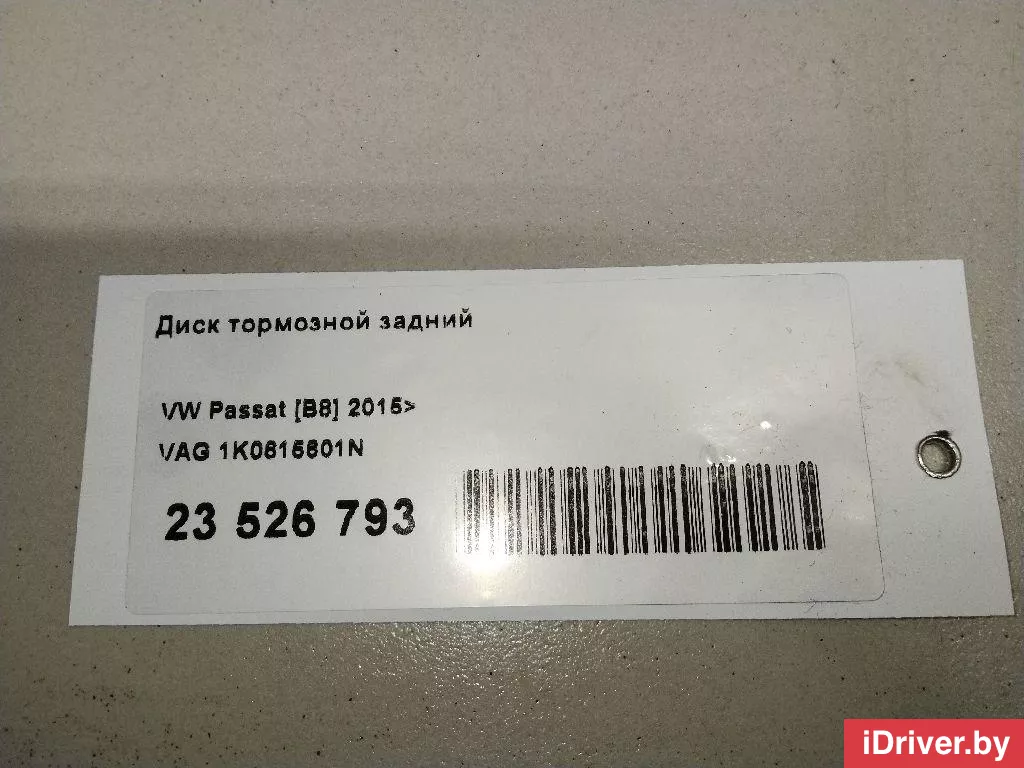 Диск тормозной задний
VW Passat [B8] 2015>
VAG 1K0615601N
23 526 793
iDriver.by